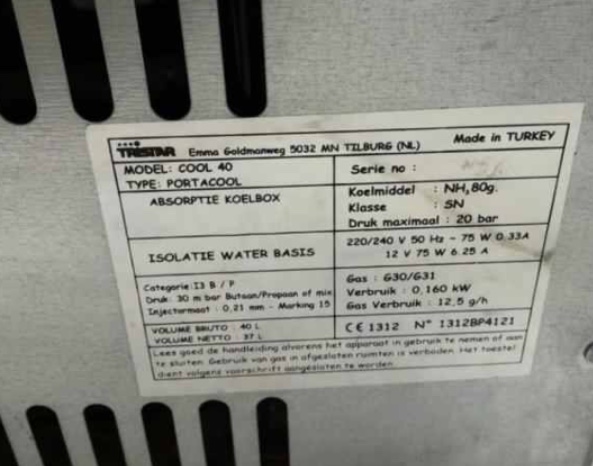 TRISTAR Emma Goldmanweg 5032 MN TILBURG (NL) Made in TURKEY
MODEL: COOL 40
TYPE: PORTACOOL
Serie no :
ABSORPTIE KOELBOX
Koelmiddel : NH, 80g.
Klasse : SN
Druk maximaal : 20 bar
ISOLATIE WATER BASIS
220/240 V 50 Hz ~ 75 W 0.33A
12 V 75 W 6.25 A
Categorie: I3 B / P
Druk: 30 m bar Butaan/Propaan of mix
Injectormaat : 0,21 mm - Marking 15
Gas : G30/G31
Verbruik : 0,160 kW
Gas Verbruik : 12,5 g/h
VOLUME BRUTO : 40 L
VOLUME NETTO : 37 L
CE 1312 N° 1312BP4121
Lees goed de handleiding alvorens het apparaat in gebruik te nemen of aan
te sluiten. Gebruik van gas in afgesloten ruimten is verboden. Het toestel
dient volgens voorschrift aangesloten te worden.